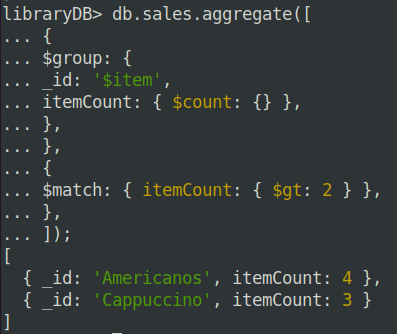 libraryDB> db.sales.aggregate([
... {
... $group: {
... _id: '$item',
... itemCount: { $count: {} },
... },
... },
... {
... $match: { itemCount: { $gt: 2 } },
... },
... ]);
[
  { _id: 'Americanos', itemCount: 4 },
  { _id: 'Cappuccino', itemCount: 3 }
]